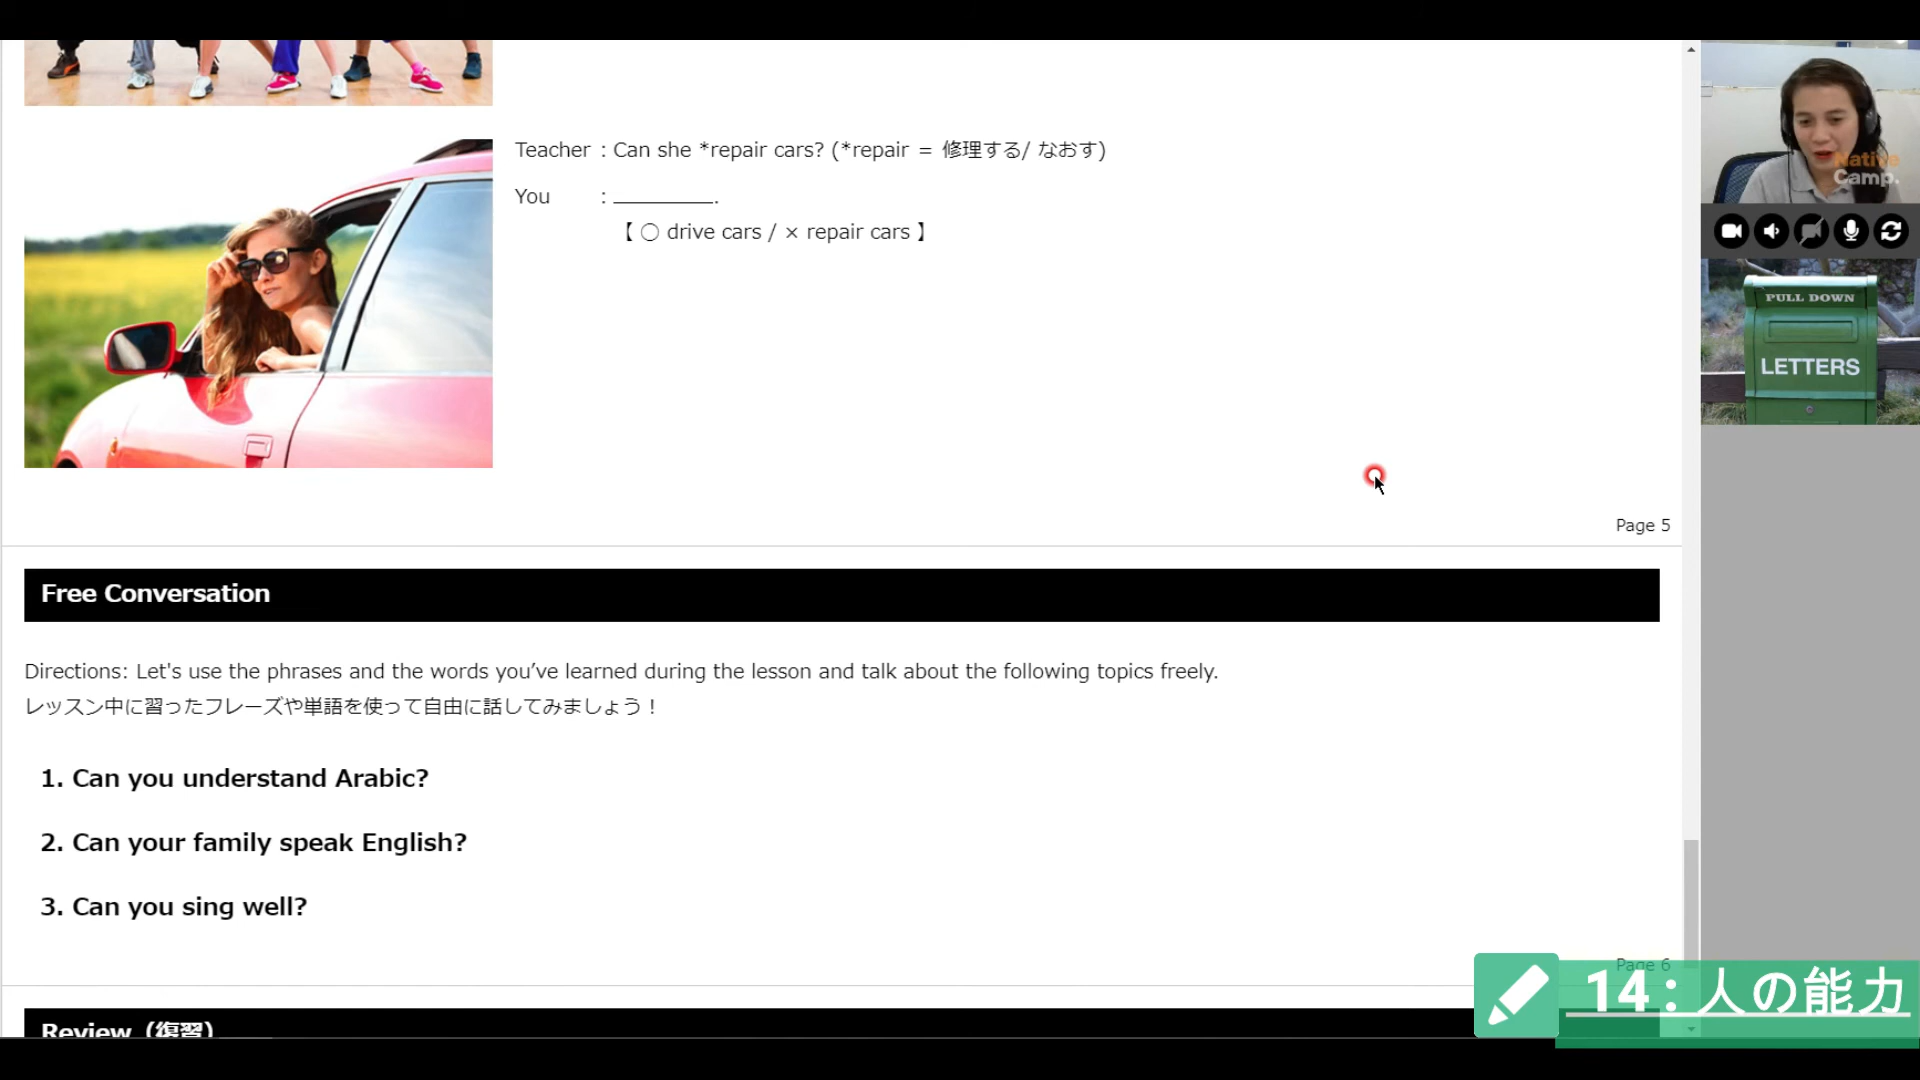 Teacher : Can she *repair cars? (*repair = 修理する/ なおす)
You : __________.
【 ○ drive cars / × repair cars 】
Page 5
Free Conversation
Directions: Let's use the phrases and the words you’ve learned during the lesson and talk about the following topics freely.
レッスン中に習ったフレーズや単語を使って自由に話してみましょう！
1. Can you understand Arabic?
2. Can your family speak English?
3. Can you sing well?
Page 6
Review（復習）
14：人の能力
Native
Camp.
PULL DOWN
LETTERS